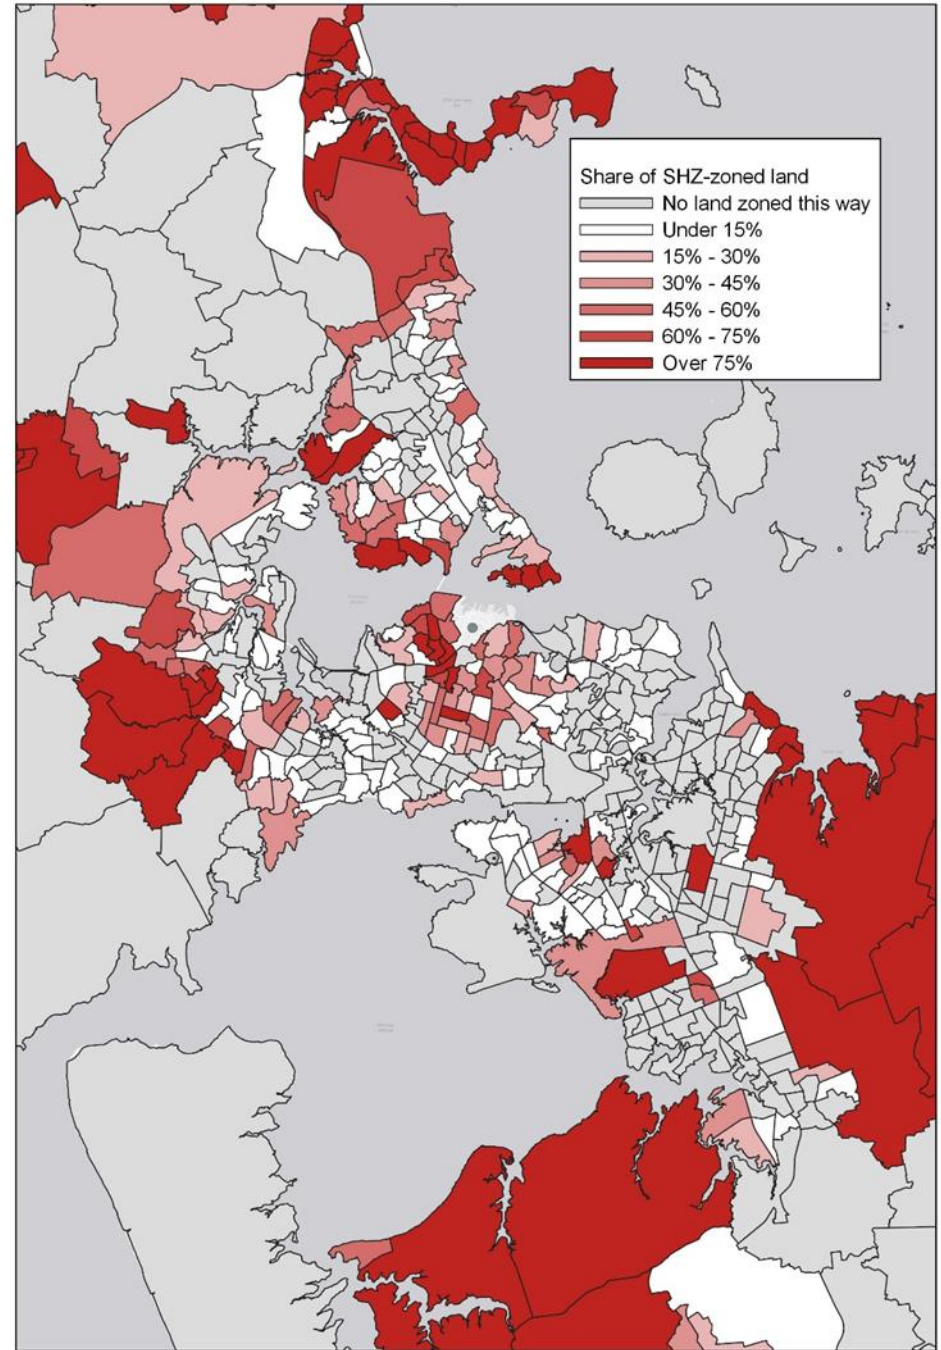 Share of SHZ-zoned land
No land zoned this way
Under 15%
15% - 30%
30% - 45%
45% - 60%
60% - 75%
Over 75%